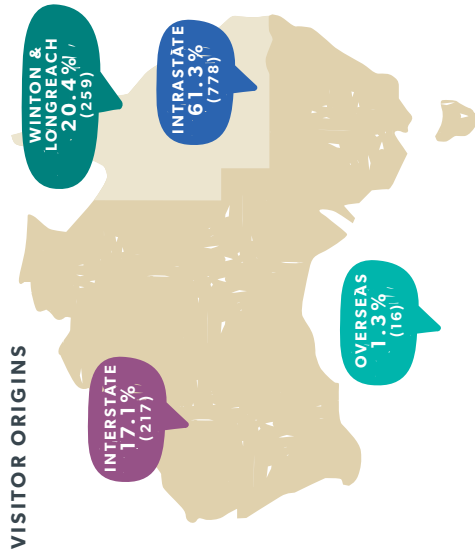 VISITOR ORIGINS
INTERSTATE
17.1%
(217)
WINTON &
LONGREACH
20.4%
(259)
INTRASTATE
61.3%
(778)
OVERSEAS
1.3%
(16)